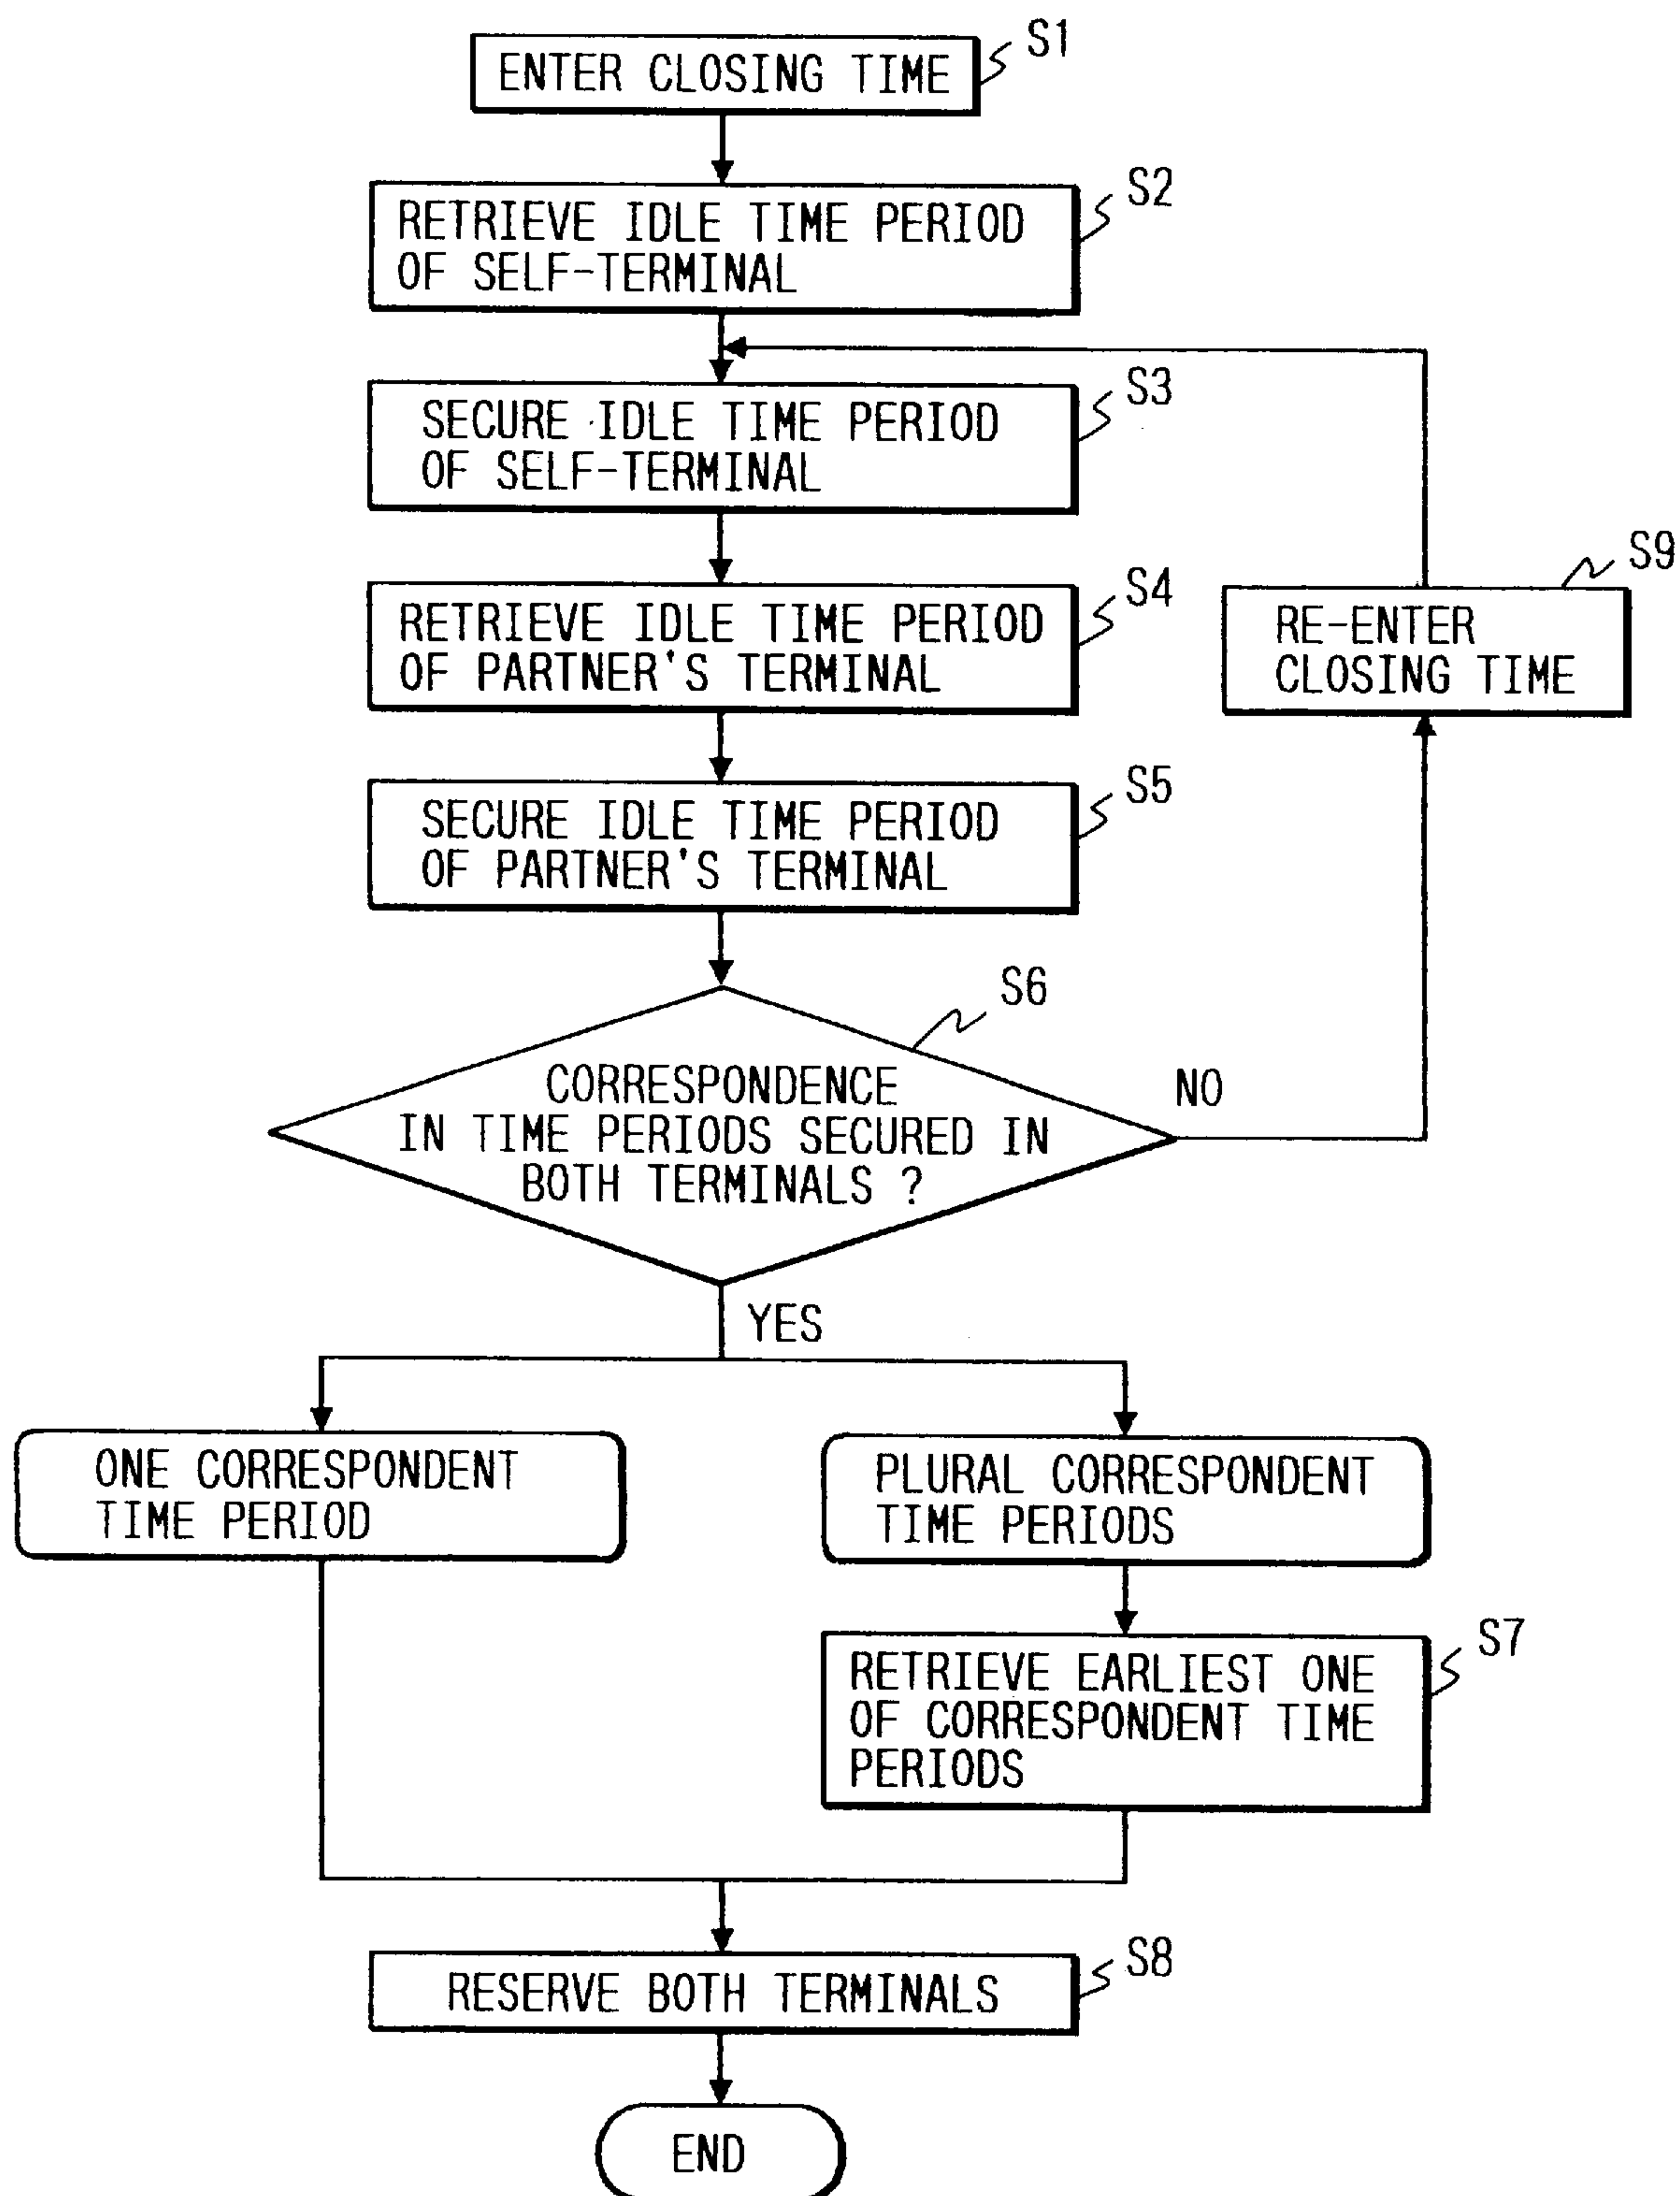 S1
ENTER CLOSING TIME
S2
RETRIEVE IDLE TIME PERIOD
OF SELF-TERMINAL
S3
SECURE IDLE TIME PERIOD
OF SELF-TERMINAL
S4
RETRIEVE IDLE TIME PERIOD
OF PARTNER'S TERMINAL
S9
RE-ENTER
CLOSING TIME
S5
SECURE IDLE TIME PERIOD
OF PARTNER'S TERMINAL
S6
CORRESPONDENCE
IN TIME PERIODS SECURED IN
BOTH TERMINALS ?
NO
YES
ONE CORRESPONDENT
TIME PERIOD
PLURAL CORRESPONDENT
TIME PERIODS
S7
RETRIEVE EARLIEST ONE
OF CORRESPONDENT TIME
PERIODS
S8
RESERVE BOTH TERMINALS
END